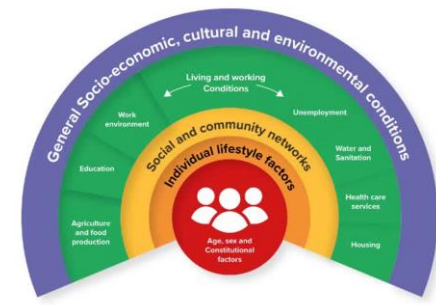 General Socio-economic, cultural and environmental conditions
Living and working
Conditions
Work
environment
Unemployment
Education
Water and
Sanitation
Agriculture
and food
production
Health care
services
Housing
Social and community networks
Individual lifestyle factors
Age, sex and
Constitutional
factors